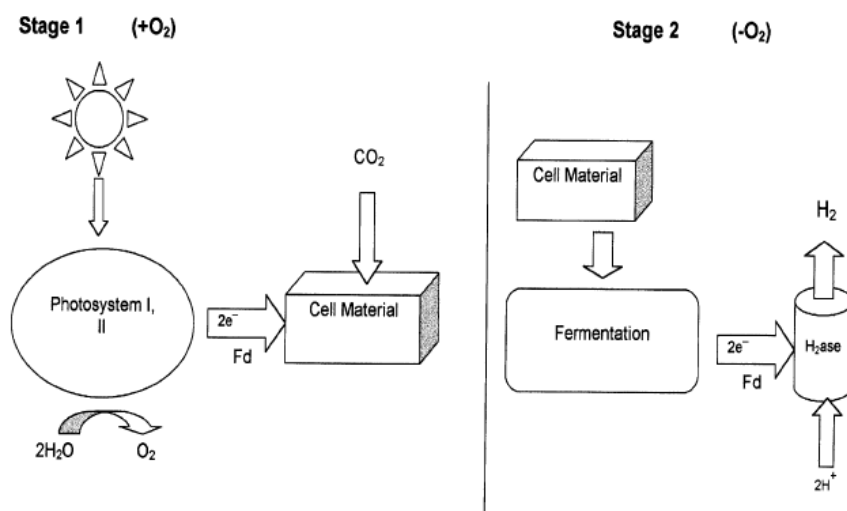 Stage 1 (+O₂)
Stage 2 (-O₂)
CO₂
Photosystem I,
II
2e⁻
Fd
Cell Material
2H₂O
O₂
Cell Material
Fermentation
2e⁻
Fd
H₂
H₂ase
2H⁺